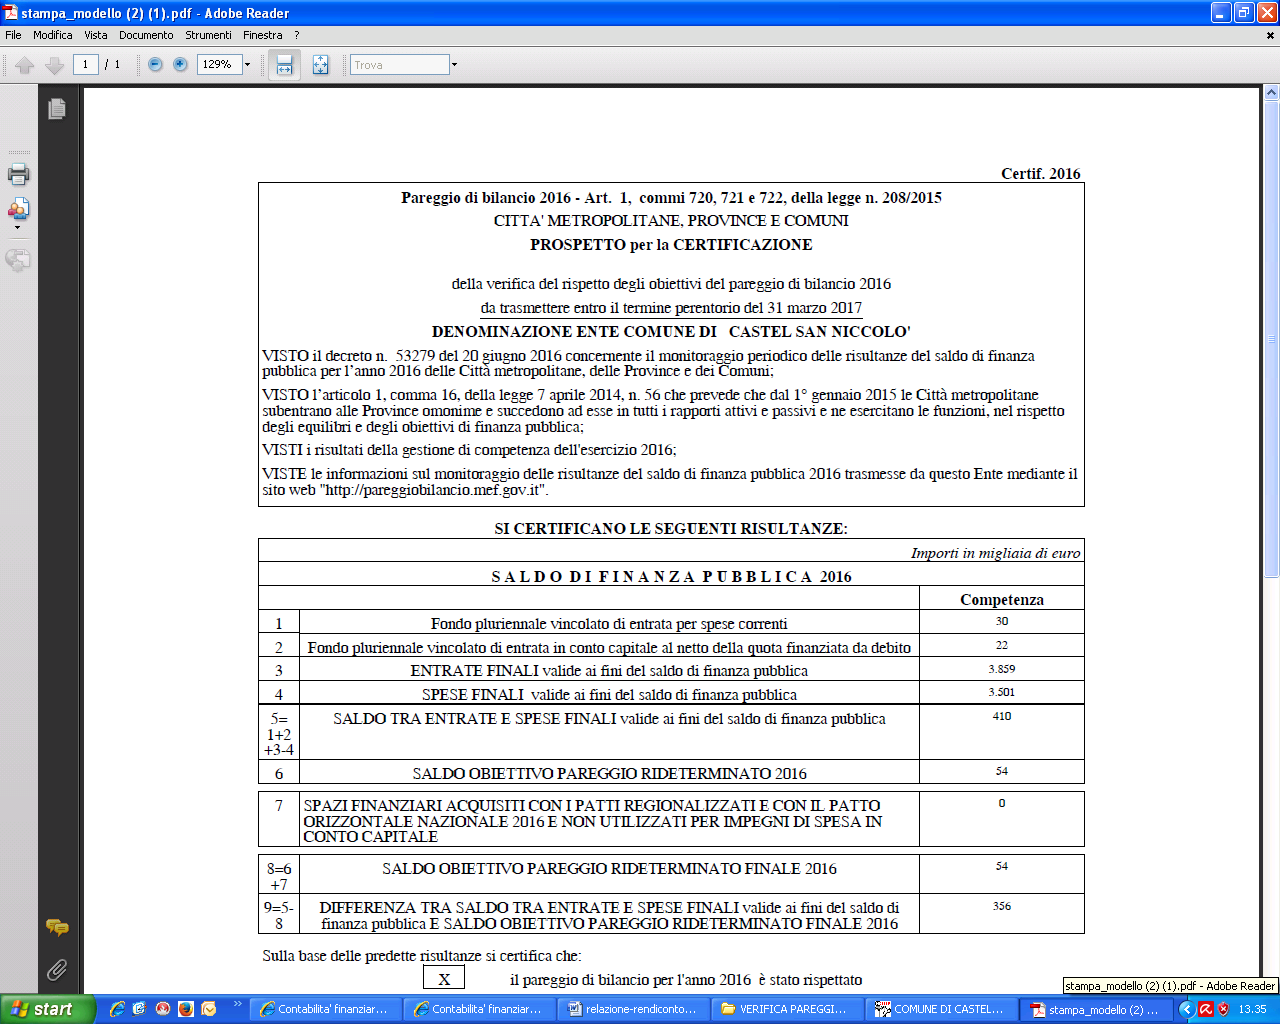 stampa_modello (2) (1).pdf - Adobe Reader
File Modifica Vista Documento Strumenti Finestra ?
1 / 1 129% Trova
Certif. 2016
Pareggio di bilancio 2016 - Art. 1, commi 720, 721 e 722, della legge n. 208/2015
CITTA' METROPOLITANE, PROVINCE E COMUNI
PROSPETTO per la CERTIFICAZIONE
della verifica del rispetto degli obiettivi del pareggio di bilancio 2016
da trasmettere entro il termine perentorio del 31 marzo 2017
DENOMINAZIONE ENTE COMUNE DI CASTEL SAN NICCOLO'
VISTO il decreto n. 53279 del 20 giugno 2016 concernente il monitoraggio periodico delle risultanze del saldo di finanza
pubblica per l'anno 2016 delle Città metropolitane, delle Province e dei Comuni;
VISTO l'articolo 1, comma 16, della legge 7 aprile 2014, n. 56 che prevede che dal 1° gennaio 2015 le Città metropolitane
subentrano alle Province omonime e succedono ad esse in tutti i rapporti attivi e passivi e ne esercitano le funzioni, nel rispetto
degli equilibri e degli obiettivi di finanza pubblica;
VISTI i risultati della gestione di competenza dell'esercizio 2016;
VISTE le informazioni sul monitoraggio delle risultanze del saldo di finanza pubblica 2016 trasmesse da questo Ente mediante il
sito web "http://pareggiobilancio.mef.gov.it".
SI CERTIFICANO LE SEGUENTI RISULTANZE:
Importi in migliaia di euro
S A L D O D I F I N A N Z A P U B B L I C A 2016
Competenza
1 Fondo pluriennale vincolato di entrata per spese correnti 30
2 Fondo pluriennale vincolato di entrata in conto capitale al netto della quota finanziata da debito 22
3 ENTRATE FINALI valide ai fini del saldo di finanza pubblica 3.859
4 SPESE FINALI valide ai fini del saldo di finanza pubblica 3.501
5= SALDO TRA ENTRATE E SPESE FINALI valide ai fini del saldo di finanza pubblica 410
1+2
+3-4
6 SALDO OBIETTIVO PAREGGIO RIDETERMINATO 2016 54
7 SPAZI FINANZIARI ACQUISITI CON I PATTI REGIONALIZZATI E CON IL PATTO 0
ORIZZONTALE NAZIONALE 2016 E NON UTILIZZATI PER IMPEGNI DI SPESA IN
CONTO CAPITALE
8=6 SALDO OBIETTIVO PAREGGIO RIDETERMINATO FINALE 2016 54
+7
9=5- DIFFERENZA TRA SALDO TRA ENTRATE E SPESE FINALI valide ai fini del saldo di 356
8 finanza pubblica E SALDO OBIETTIVO PAREGGIO RIDETERMINATO FINALE 2016
Sulla base delle predette risultanze si certifica che:
X il pareggio di bilancio per l'anno 2016 è stato rispettato
stampa_modello (2) (1).pdf - Adobe Reader
start Contabilita' finanziar... Contabilita' finanziar... relazione-rendiconto... VERIFICA PAREGGI... COMUNE DI CASTEL... stampa_modello (2) ... 13.35